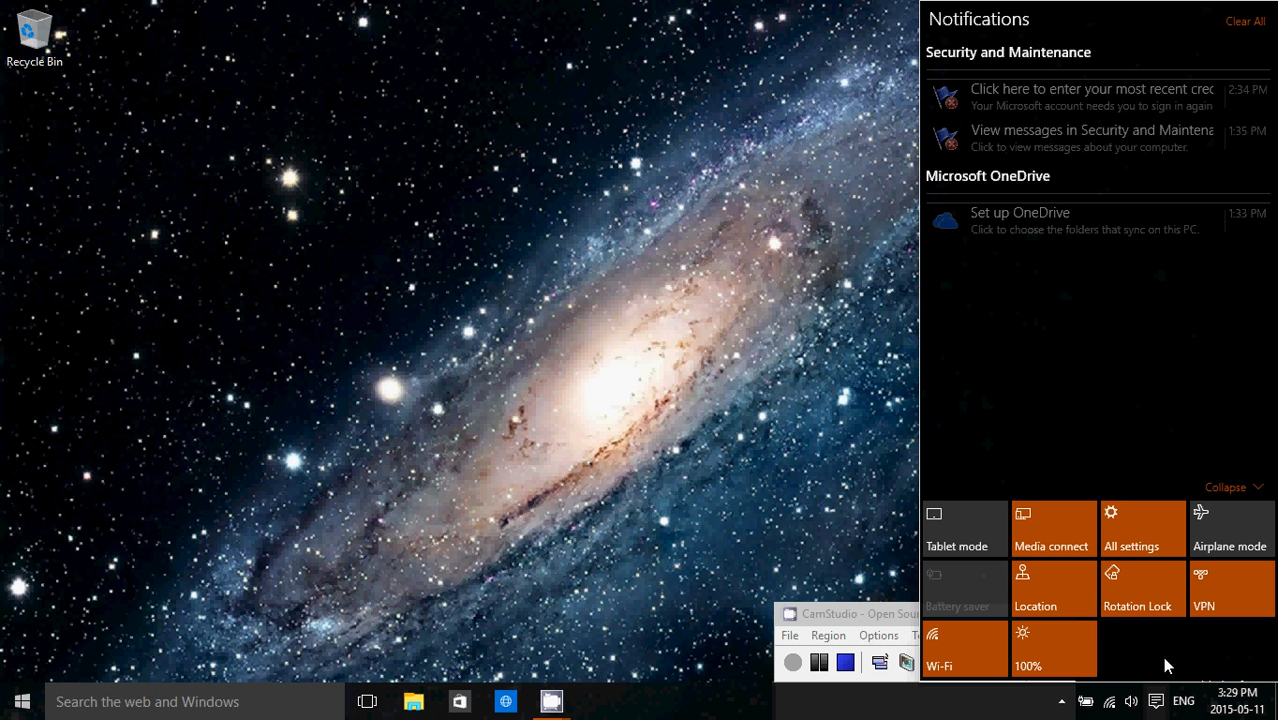 Recycle Bin
Notifications
Clear All
Security and Maintenance
Click here to enter your most recent cred
2:34 PM
Your Microsoft account needs you to sign in again
View messages in Security and Maintena
1:35 PM
Click to view messages about your computer.
Microsoft OneDrive
Set up OneDrive
1:33 PM
Click to choose the folders that sync on this PC.
Collapse
Tablet mode
Media connect
All settings
Airplane mode
Battery saver
Location
Rotation Lock
VPN
Wi-Fi
100%
CamStudio - Open Sour
File Region Options T
Search the web and Windows
ENG
3:29 PM
2015-05-11